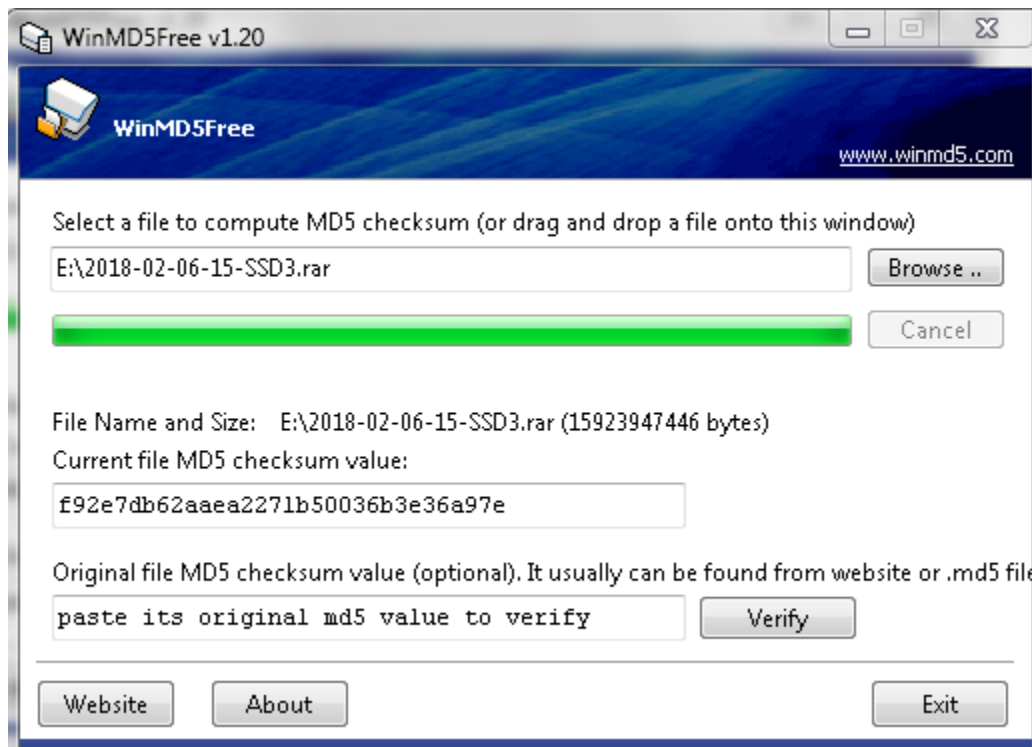 WinMD5Free v1.20
WinMD5Free
www.winmd5.com
Select a file to compute MD5 checksum (or drag and drop a file onto this window)
E:\2018-02-06-15-SSD3.rar
Browse ..
Cancel
File Name and Size: E:\2018-02-06-15-SSD3.rar (15923947446 bytes)
Current file MD5 checksum value:
f92e7db62aaea2271b50036b3e36a97e
Original file MD5 checksum value (optional). It usually can be found from website or .md5 file
paste its original md5 value to verify
Verify
Website
About
Exit